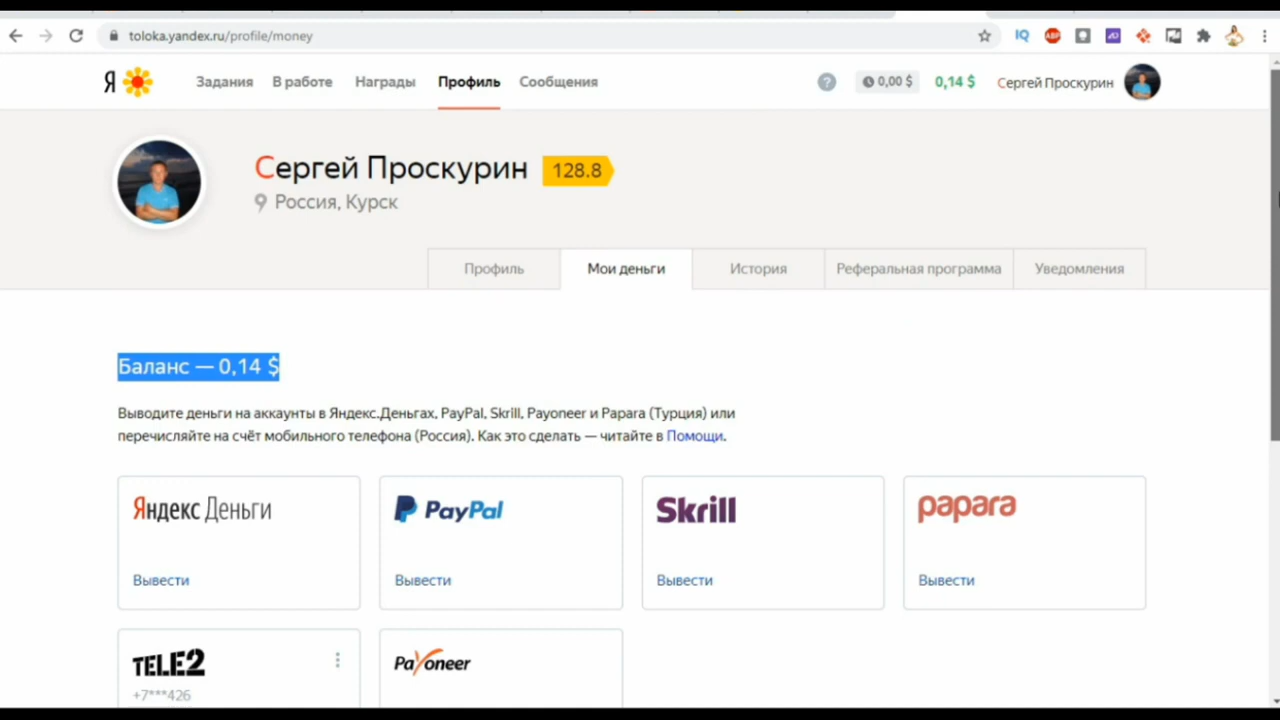 toloka.yandex.ru/profile/money
IQ
ABP
Я
Задания
В работе
Награды
Профиль
Сообщения
?
0,00 $
0,14 $
Сергей Проскурин
Сергей Проскурин
128.8
Россия, Курск
Профиль
Мои деньги
История
Реферальная программа
Уведомления
Баланс — 0,14 $
Выводите деньги на аккаунты в Яндекс.Деньгах, PayPal, Skrill, Payoneer и Papara (Турция) или
перечисляйте на счёт мобильного телефона (Россия). Как это сделать — читайте в Помощи.
Яндекс Деньги
PayPal
Skrill
papara
Вывести
Вывести
Вывести
Вывести
TELE2
Payoneer
+7***426